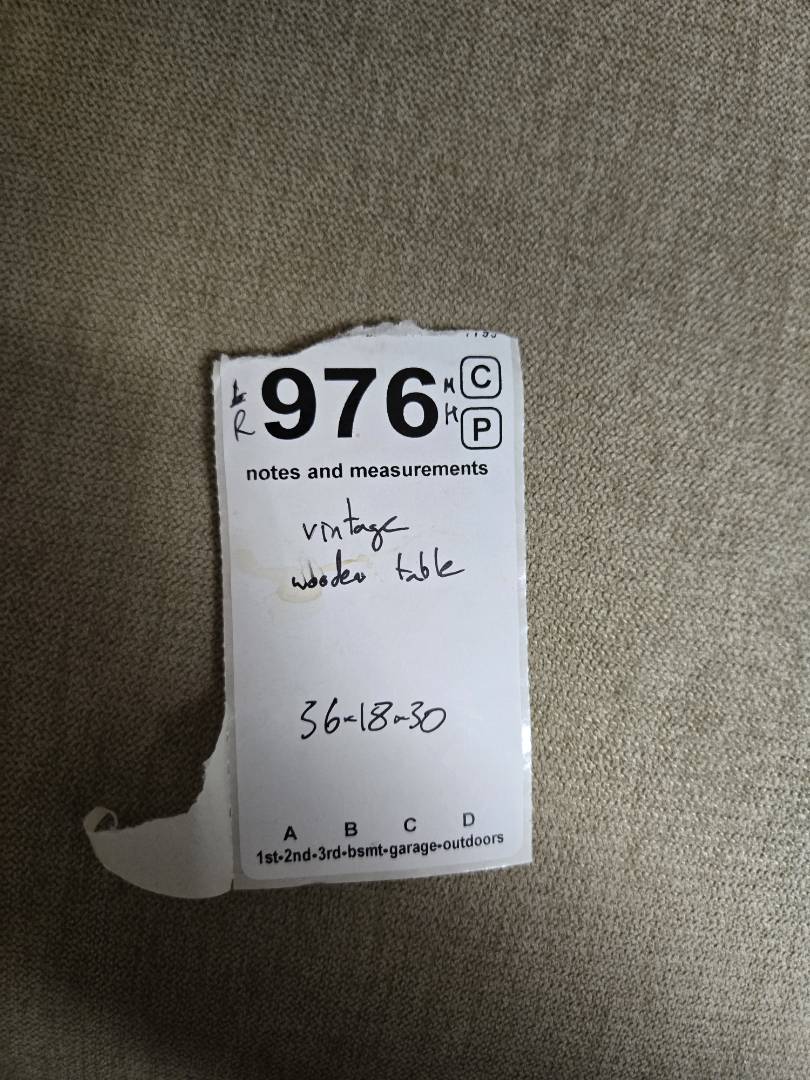 L 976 M C
R H P
notes and measurements
vintage
wooden table
36-18-30
A B C D
1st-2nd-3rd-bsmt-garage-outdoors